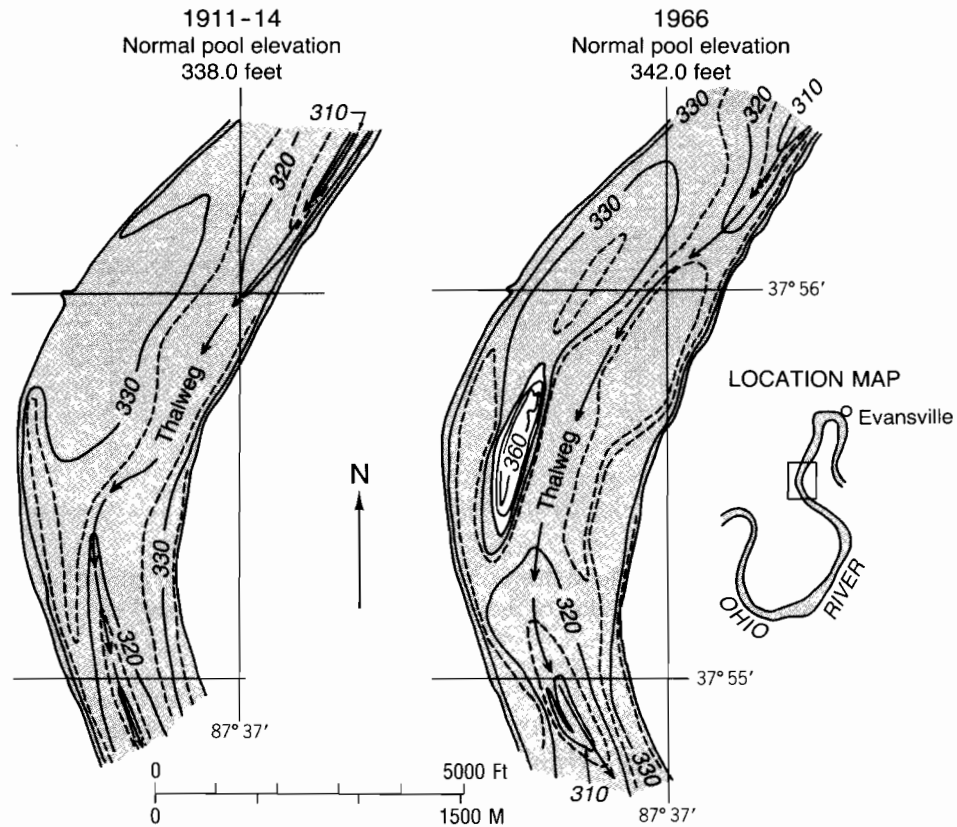 1911-14
Normal pool elevation
338.0 feet
310
320
330
Thalweg
330
320
87° 37'
1966
Normal pool elevation
342.0 feet
330
320
310
330
37° 56'
360
Thalweg
320
37° 55'
330
310
87° 37'
LOCATION MAP
Evansville
OHIO
RIVER
N
0
5000 Ft
0
1500 M